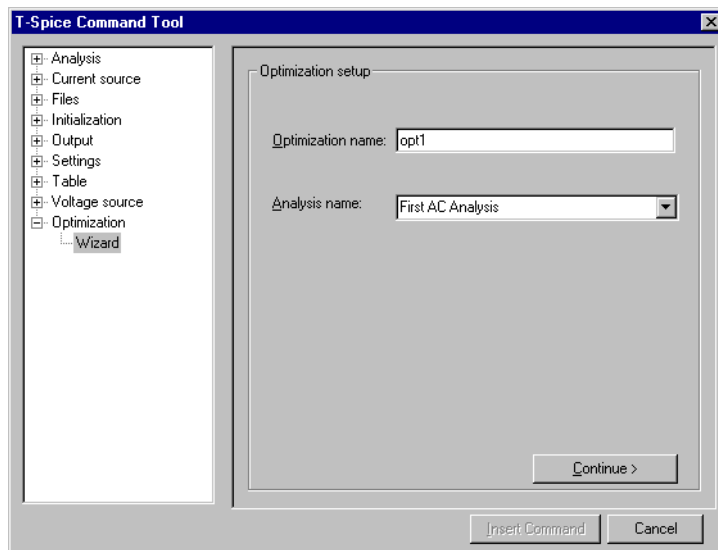 T-Spice Command Tool
Analysis
Current source
Files
Initialization
Output
Settings
Table
Voltage source
Optimization
Wizard
Optimization setup
Optimization name: opt1
Analysis name: First AC Analysis
Continue >
Insert Command Cancel